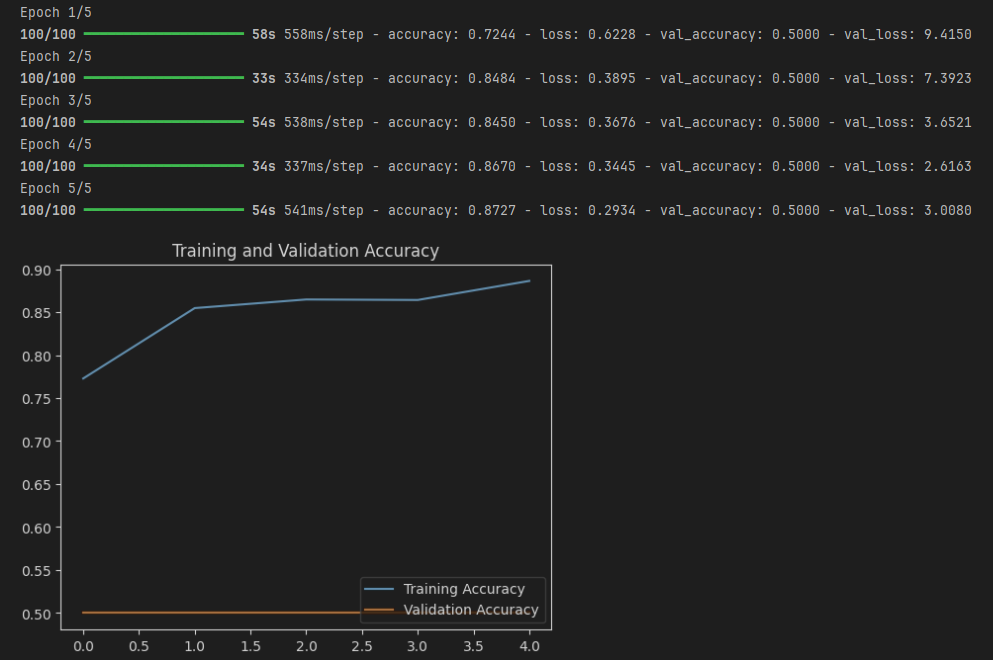 Epoch 1/5
100/100 58s 558ms/step - accuracy: 0.7244 - loss: 0.6228 - val_accuracy: 0.5000 - val_loss: 9.4150
Epoch 2/5
100/100 33s 334ms/step - accuracy: 0.8484 - loss: 0.3895 - val_accuracy: 0.5000 - val_loss: 7.3923
Epoch 3/5
100/100 54s 538ms/step - accuracy: 0.8450 - loss: 0.3676 - val_accuracy: 0.5000 - val_loss: 3.6521
Epoch 4/5
100/100 34s 337ms/step - accuracy: 0.8670 - loss: 0.3445 - val_accuracy: 0.5000 - val_loss: 2.6163
Epoch 5/5
100/100 54s 541ms/step - accuracy: 0.8727 - loss: 0.2934 - val_accuracy: 0.5000 - val_loss: 3.0080
Training and Validation Accuracy
0.90
0.85
0.80
0.75
0.70
0.65
0.60
0.55
0.50
Training Accuracy
Validation Accuracy
0.0 0.5 1.0 1.5 2.0 2.5 3.0 3.5 4.0